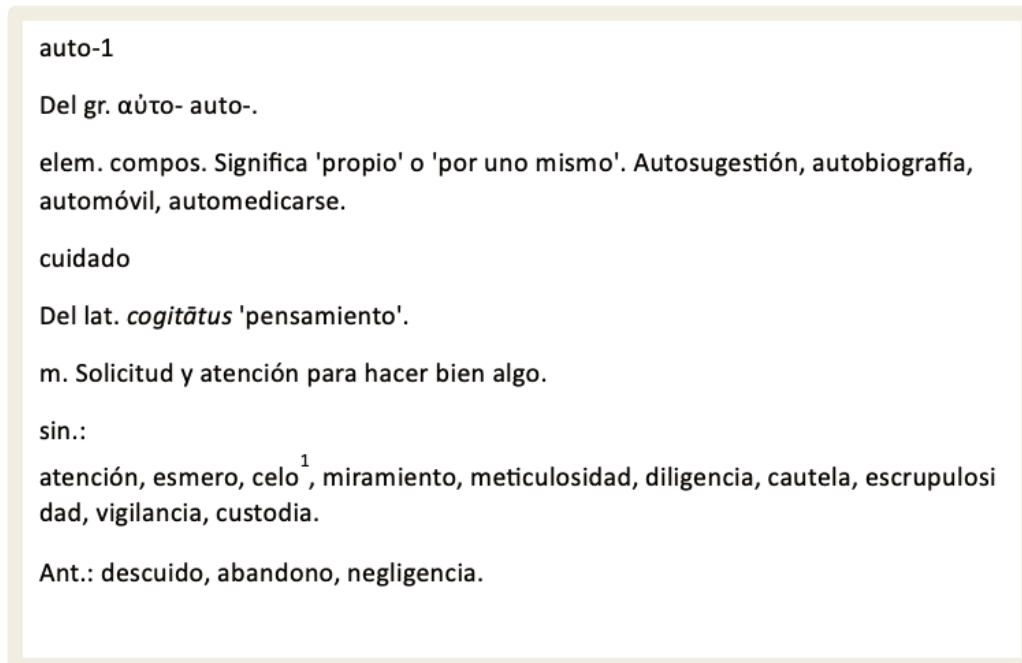 auto-1
Del gr. αὐτο- auto-.
elem. compos. Significa 'propio' o 'por uno mismo'. Autosugestión, autobiografía,
automóvil, automedicarse.
cuidado
Del lat. cogitātus 'pensamiento'.
m. Solicitud y atención para hacer bien algo.
sin.:
atención, esmero, celo1, miramiento, meticulosidad, diligencia, cautela, escrupulosi
dad, vigilancia, custodia.
Ant.: descuido, abandono, negligencia.